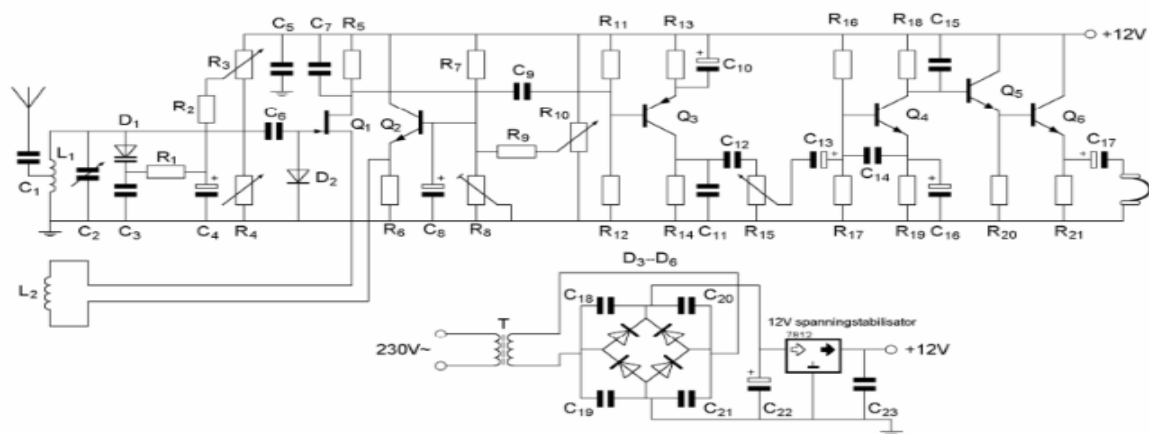 R11 R13 R16 R18 C15
C5 C7 R5
+12V
R3 R7 C9 C10
R2 Q5
C6 Q1 Q2 R10 Q3 Q4 Q6
D1
L1 R1 R9 C12 C13 C17
D2 C14
C1
C2 C3 C4 R4 R6 C8 R8 R12 R14 C11 R15 R17 R19 C16 R20 R21
D3--D6
L2
C18 C20
T
12V spanningstabilisator
7812
230V~ +12V
C19 C21 C22 C23